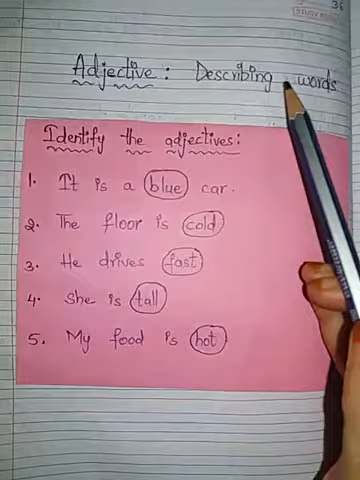 36
Adjective : Describing words
Identify the adjectives :
1. It is a blue car.
2. The floor is cold
3. He drives fast
4. She is tall
5. My food is hot